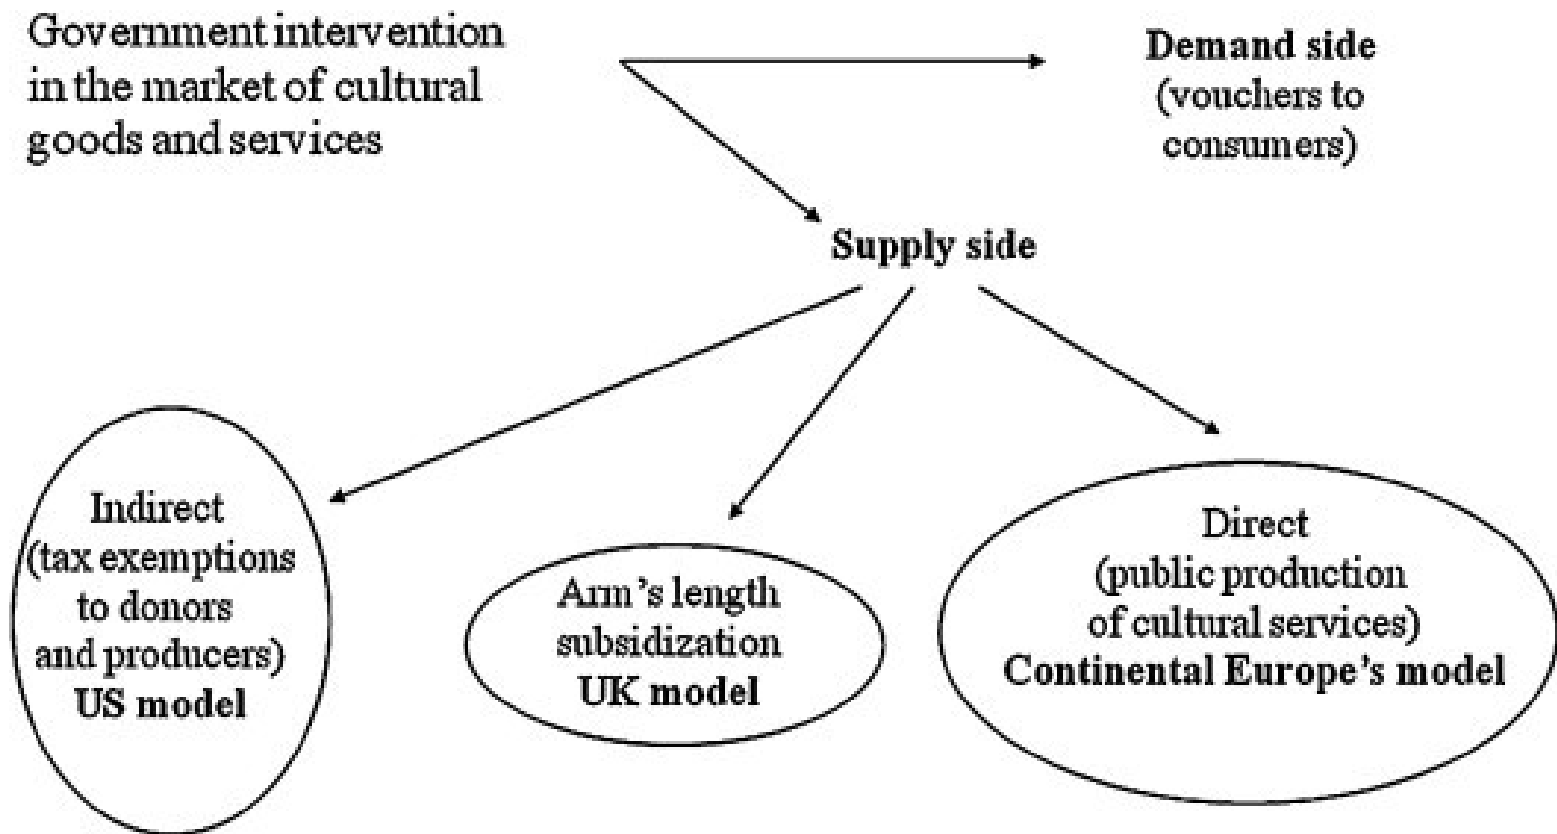 Government intervention
in the market of cultural
goods and services
Demand side
(vouchers to
consumers)
Supply side
Indirect
(tax exemptions
to donors
and producers)
US model
Arm's length
subsidization
UK model
Direct
(public production
of cultural services)
Continental Europe's model